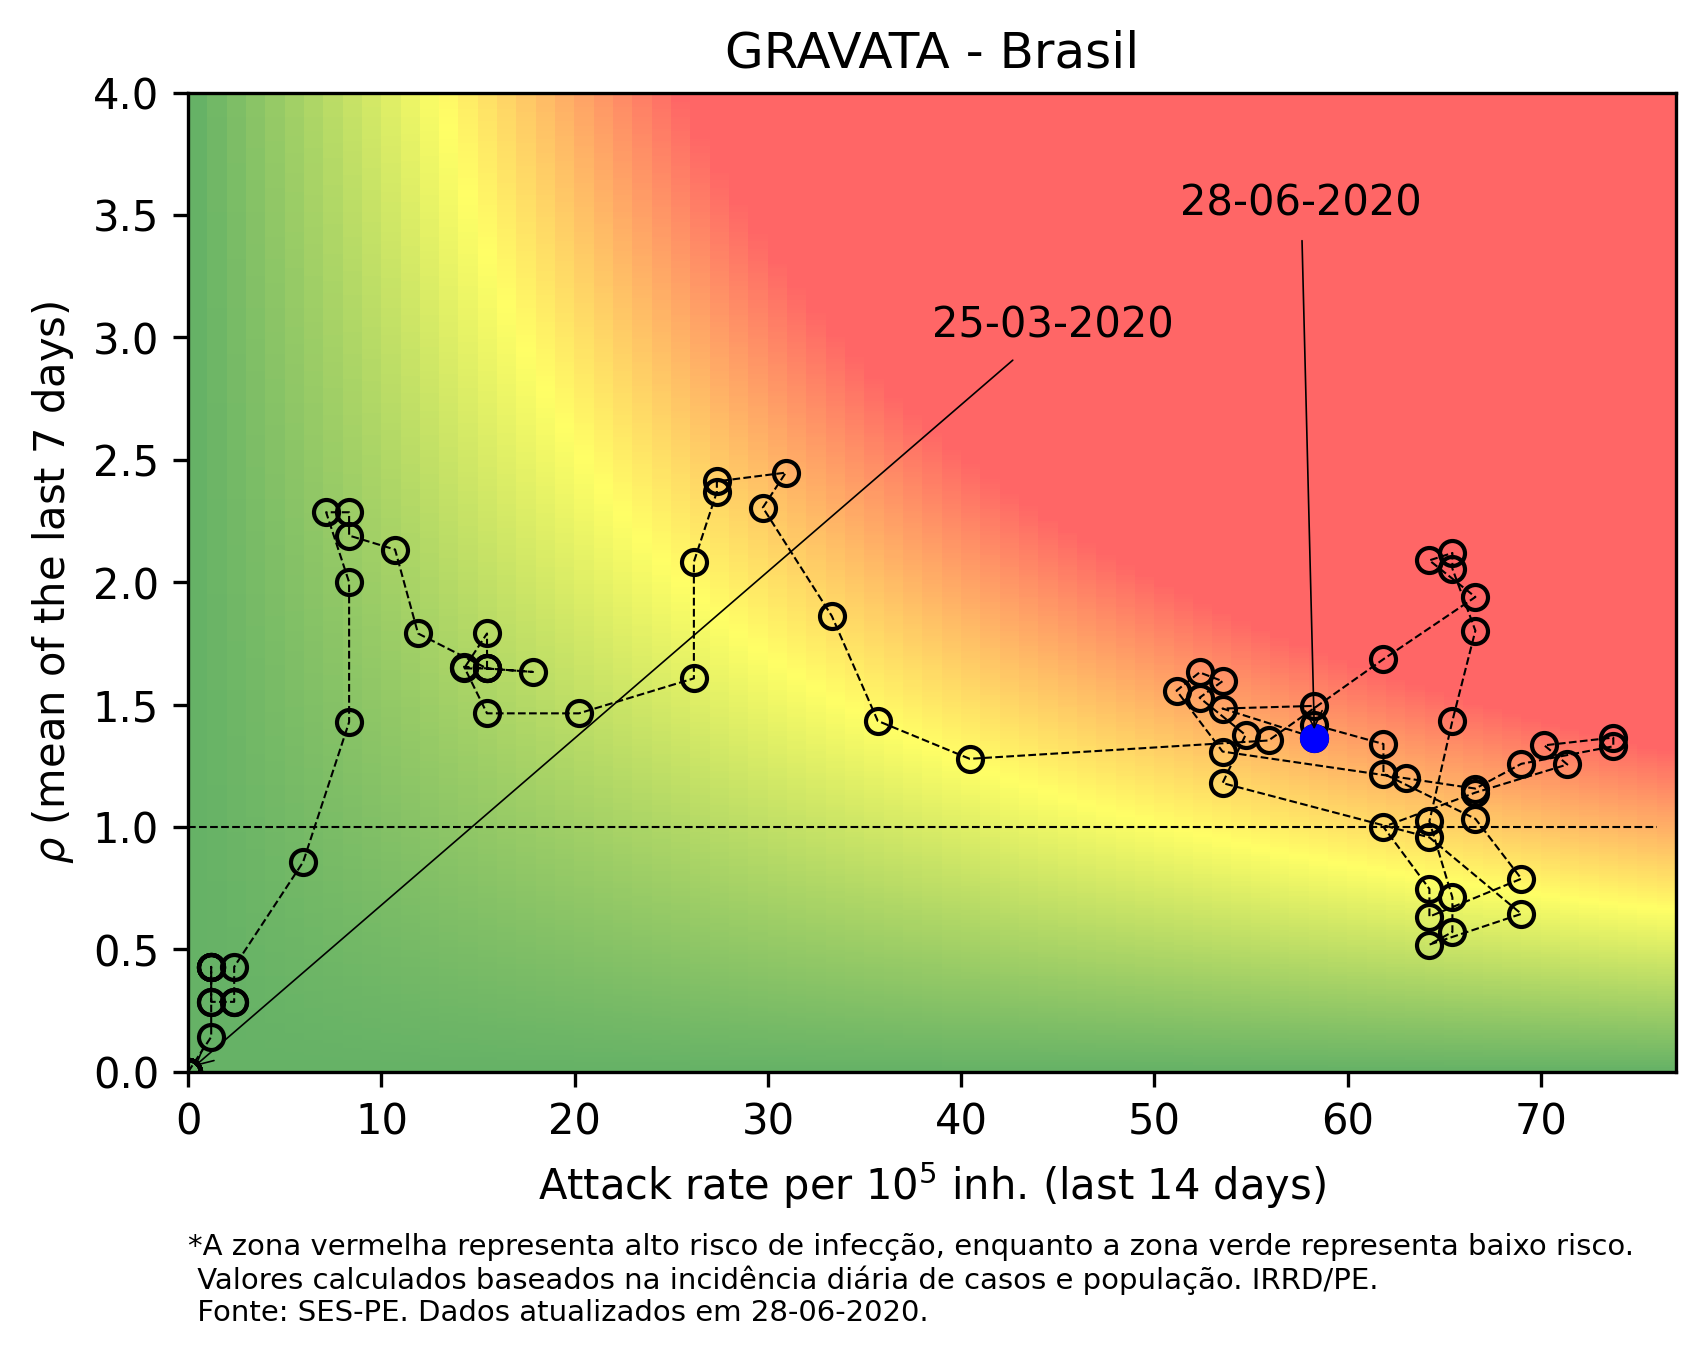 GRAVATA - Brasil
4.0
3.5
3.0
2.5
2.0
1.5
1.0
0.5
0.0
ρ (mean of the last 7 days)
28-06-2020
25-03-2020
0 10 20 30 40 50 60 70
Attack rate per 10⁵ inh. (last 14 days)
*A zona vermelha representa alto risco de infecção, enquanto a zona verde representa baixo risco.
Valores calculados baseados na incidência diária de casos e população. IRRD/PE.
Fonte: SES-PE. Dados atualizados em 28-06-2020.